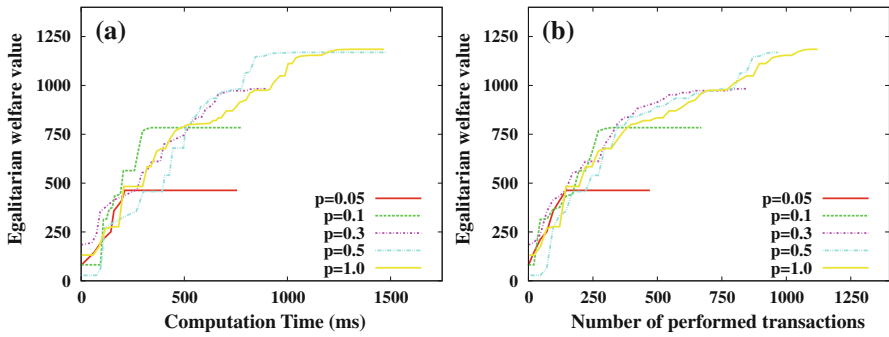 (a)
Egalitarian welfare value
1250
1000
750
500
250
0
p=0.05
p=0.1
p=0.3
p=0.5
p=1.0
0 500 1000 1500
Computation Time (ms)
(b)
Egalitarian welfare value
1250
1000
750
500
250
0
p=0.05
p=0.1
p=0.3
p=0.5
p=1.0
0 250 500 750 1000 1250
Number of performed transactions